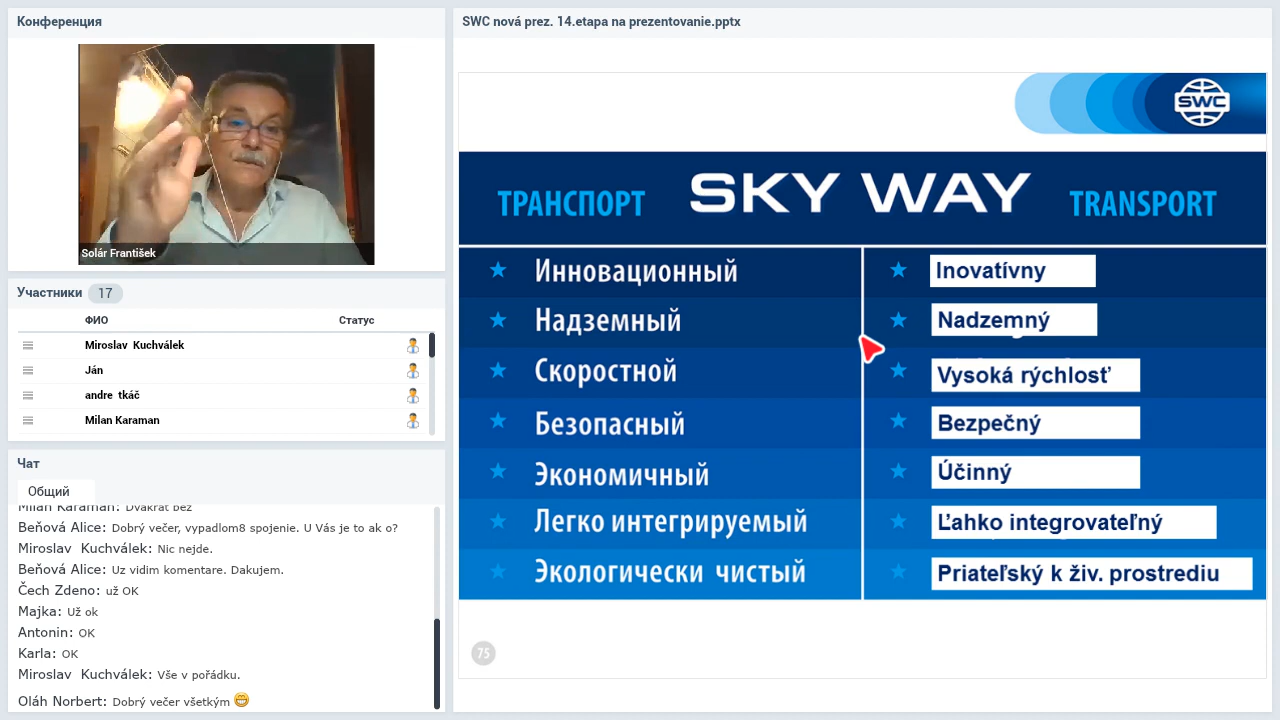 Конференция
Solár František
Участники 17
ФИО Статус
Miroslav Kuchválek
Ján
andre tkáč
Milan Karaman
Чат
Общий
Milan Karaman: Dvakrat bez
Beňová Alice: Dobrý večer, vypadlom8 spojenie. U Vás je to ak o?
Miroslav Kuchválek: Nic nejde.
Beňová Alice: Uz vidim komentare. Dakujem.
Čech Zdeno: už OK
Majka: Už ok
Antonin: OK
Karla: OK
Miroslav Kuchválek: Vše v pořádku.
Oláh Norbert: Dobrý večer všetkým
SWC nová prez. 14.etapa na prezentovanie.pptx
SWC
ТРАНСПОРТ SKY WAY TRANSPORT
Инновационный Inovatívny
Надземный Nadzemný
Скоростной Vysoká rýchlosť
Безопасный Bezpečný
Экономичный Účinný
Легко интегрируемый Ľahko integrovateľný
Экологически чистый Priateľský k živ. prostrediu
75